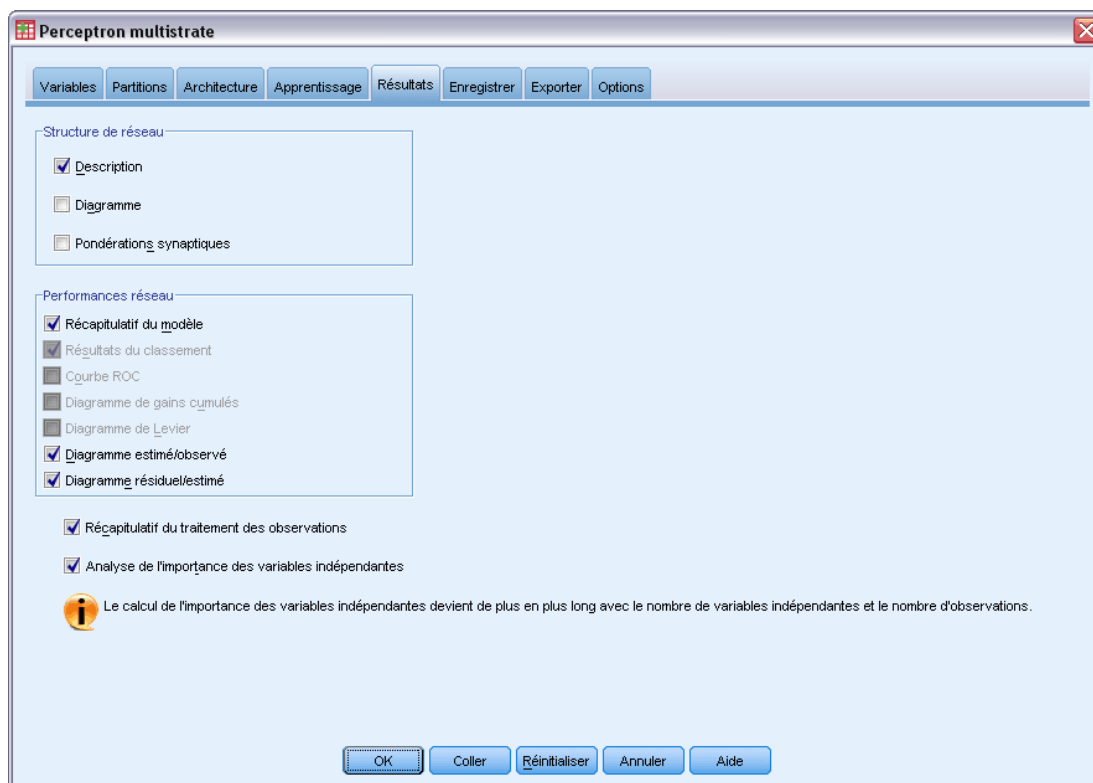 Perceptron multistrate
Variables Partitions Architecture Apprentissage Résultats Enregistrer Exporter Options
Structure de réseau
Description
Diagramme
Pondérations synaptiques
Performances réseau
Récapitulatif du modèle
Résultats du classement
Courbe ROC
Diagramme de gains cumulés
Diagramme de Levier
Diagramme estimé/observé
Diagramme résiduel/estimé
Récapitulatif du traitement des observations
Analyse de l'importance des variables indépendantes
Le calcul de l'importance des variables indépendantes devient de plus en plus long avec le nombre de variables indépendantes et le nombre d'observations.
OK Coller Réinitialiser Annuler Aide